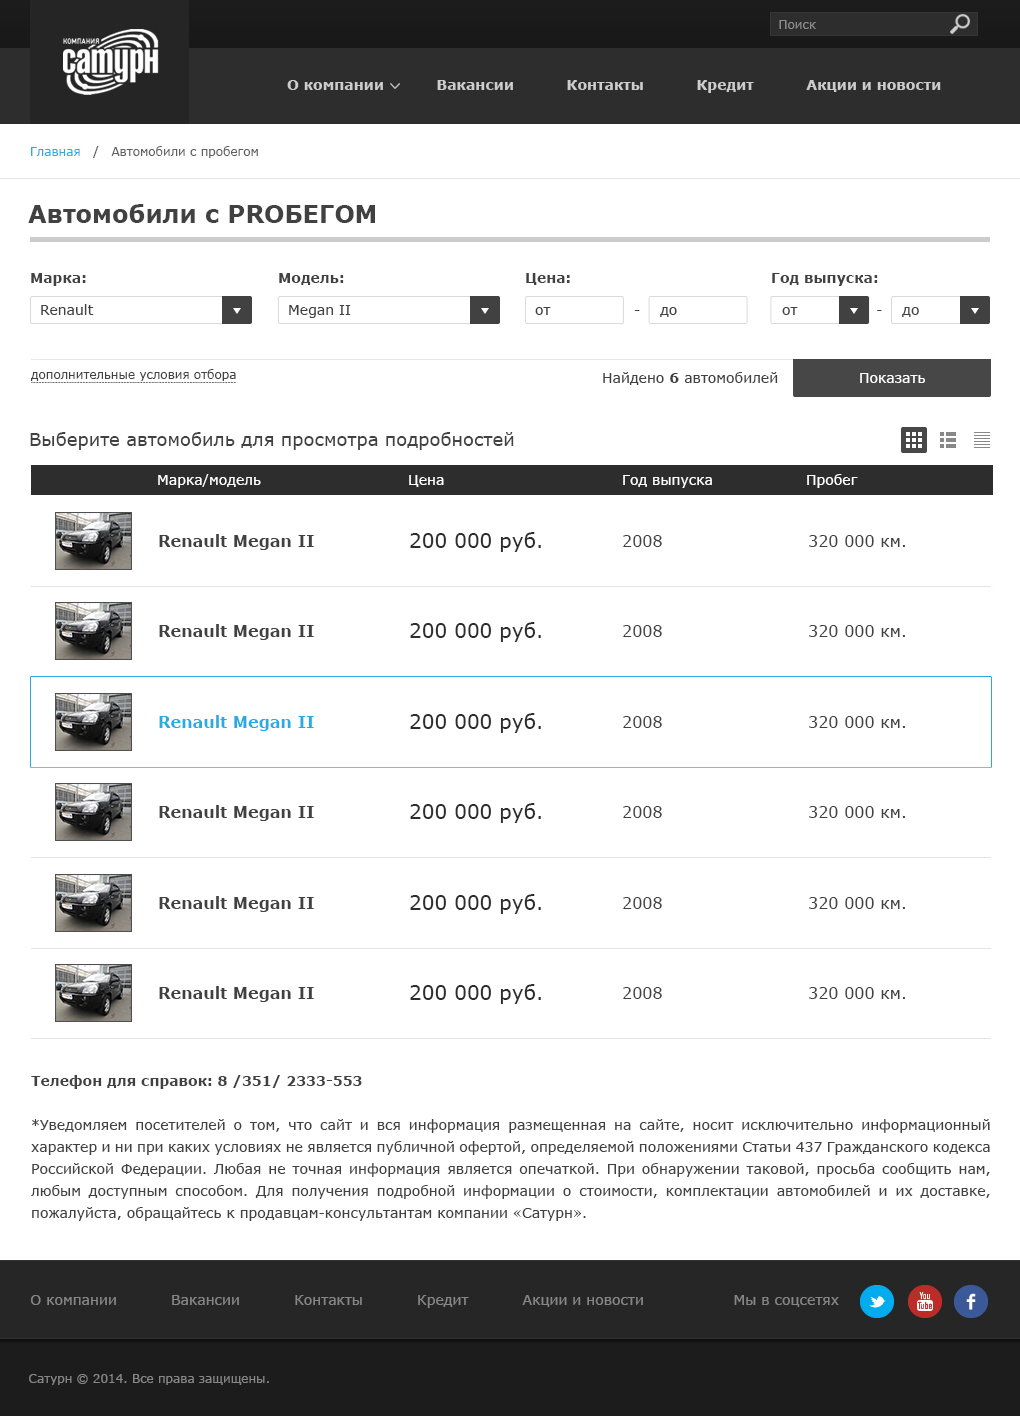 Поиск
КОМПАНИЯ
сатурн
О компании Вакансии Контакты Кредит Акции и новости
Главная / Автомобили с пробегом
Автомобили с PROБЕГОМ
Марка: Модель: Цена: Год выпуска:
Renault Megan II от - до от - до
дополнительные условия отбора Найдено 6 автомобилей Показать
Выберите автомобиль для просмотра подробностей
Марка/модель Цена Год выпуска Пробег
Renault Megan II 200 000 руб. 2008 320 000 км.
Renault Megan II 200 000 руб. 2008 320 000 км.
Renault Megan II 200 000 руб. 2008 320 000 км.
Renault Megan II 200 000 руб. 2008 320 000 км.
Renault Megan II 200 000 руб. 2008 320 000 км.
Renault Megan II 200 000 руб. 2008 320 000 км.
Телефон для справок: 8 /351/ 2333-553
*Уведомляем посетителей о том, что сайт и вся информация размещенная на сайте, носит исключительно информационный
характер и ни при каких условиях не является публичной офертой, определяемой положениями Статьи 437 Гражданского кодекса
Российской Федерации. Любая не точная информация является опечаткой. При обнаружении таковой, просьба сообщить нам,
любым доступным способом. Для получения подробной информации о стоимости, комплектации автомобилей и их доставке,
пожалуйста, обращайтесь к продавцам-консультантам компании «Сатурн».
О компании Вакансии Контакты Кредит Акции и новости Мы в соцсетях You Tube f
Сатурн © 2014. Все права защищены.